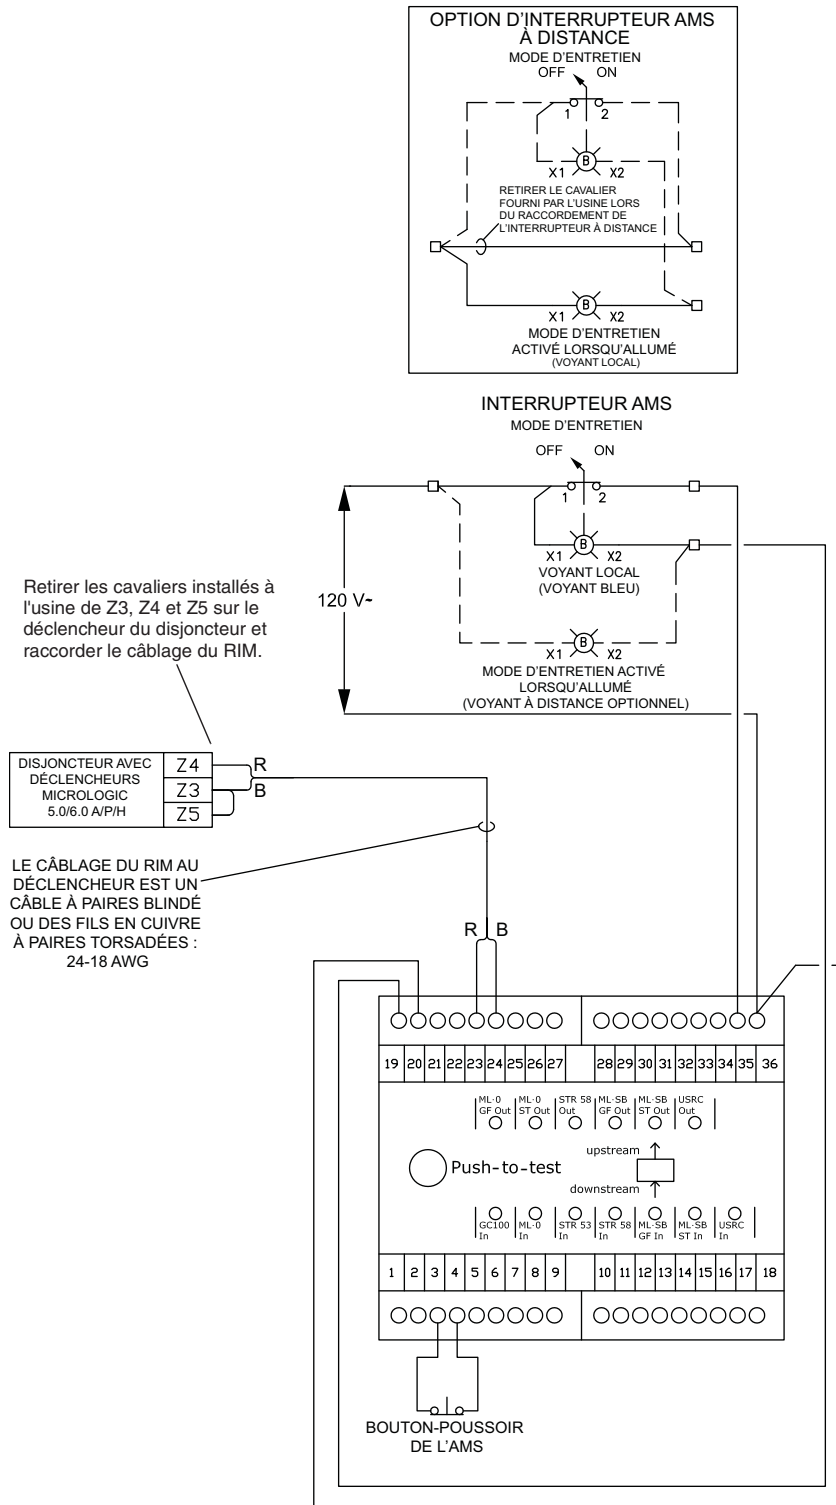 OPTION D'INTERRUPTEUR AMS
À DISTANCE
MODE D'ENTRETIEN
OFF ON
1 2
B
X1 X2
RETIRER LE CAVALIER
FOURNI PAR L'USINE LORS
DU RACCORDEMENT DE
L'INTERRUPTEUR À DISTANCE
B
X1 X2
MODE D'ENTRETIEN
ACTIVÉ LORSQU'ALLUMÉ
(VOYANT LOCAL)
INTERRUPTEUR AMS
MODE D'ENTRETIEN
OFF ON
1 2
B
X1 X2
VOYANT LOCAL
(VOYANT BLEU)
120 V~
B
X1 X2
MODE D'ENTRETIEN ACTIVÉ
LORSQU'ALLUMÉ
(VOYANT À DISTANCE OPTIONNEL)
Retirer les cavaliers installés à
l'usine de Z3, Z4 et Z5 sur le
déclencheur du disjoncteur et
raccorder le câblage du RIM.
DISJONCTEUR AVEC
DÉCLENCHEURS
MICROLOGIC
5.0/6.0 A/P/H
Z4
Z3
Z5
R
B
LE CÂBLAGE DU RIM AU
DÉCLENCHEUR EST UN
CÂBLE À PAIRES BLINDÉ
OU DES FILS EN CUIVRE
À PAIRES TORSADÉES :
24-18 AWG
R B
19 20 21 22 23 24 25 26 27 28 29 30 31 32 33 34 35 36
ML-0 ML-0 STR 58 ML-SB ML-SB USRC
GF Out ST Out Out GF Out ST Out Out
upstream
Push-to-test
downstream
GC100 ML-0 STR 53 STR 58 ML-SB ML-SB USRC
In In In In GF In ST In In
1 2 3 4 5 6 7 8 9 10 11 12 13 14 15 16 17 18
BOUTON-POUSSOIR
DE L'AMS